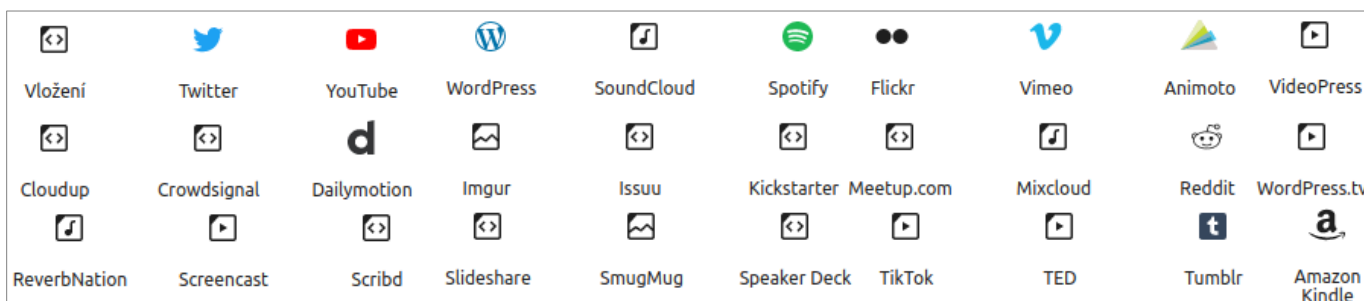 Vložení Twitter YouTube WordPress SoundCloud Spotify Flickr Vimeo Animoto VideoPress
Cloudup Crowdsignal Dailymotion Imgur Issuu Kickstarter Meetup.com Mixcloud Reddit WordPress.tv
ReverbNation Screencast Scribd Slideshare SmugMug Speaker Deck TikTok TED Tumblr Amazon
Kindle